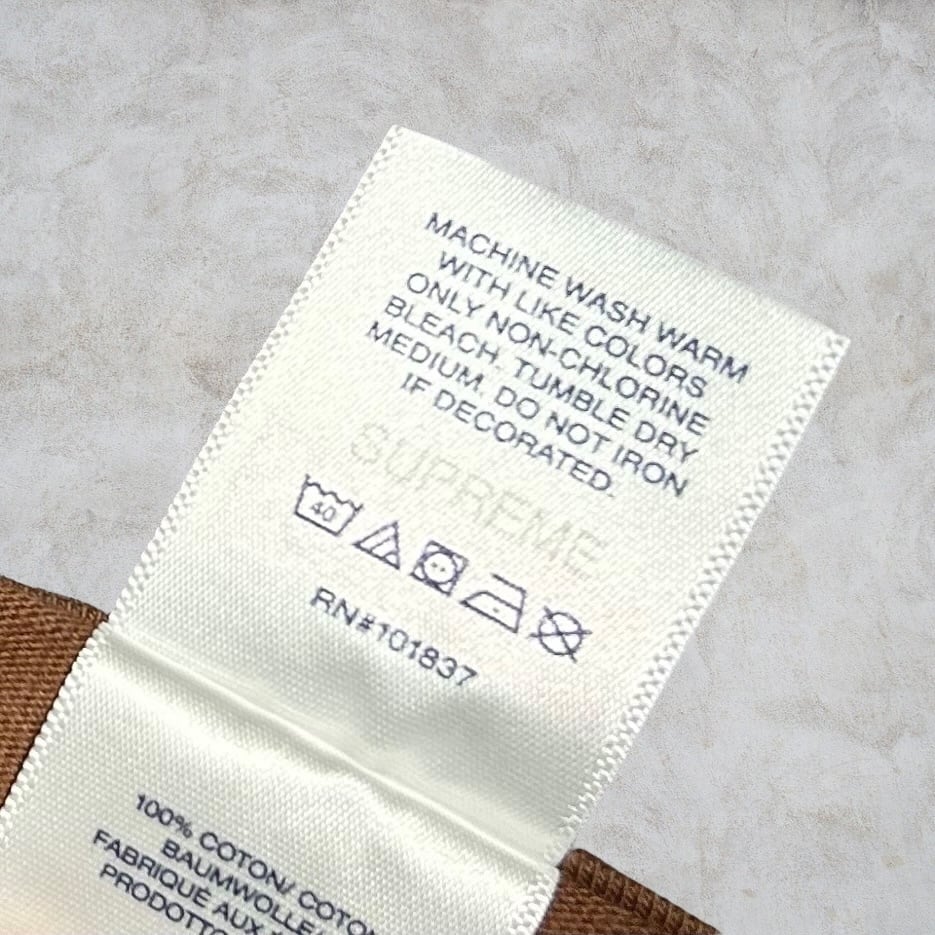 MACHINE WASH WARM
WITH LIKE COLORS
ONLY NON-CHLORINE
BLEACH. TUMBLE DRY
MEDIUM. DO NOT IRON
IF DECORATED.
SUPREME
40
RN#101837
100% COTON/
BAUMWOLLE/
FABRIQUÉ AUX
PRODOTTO